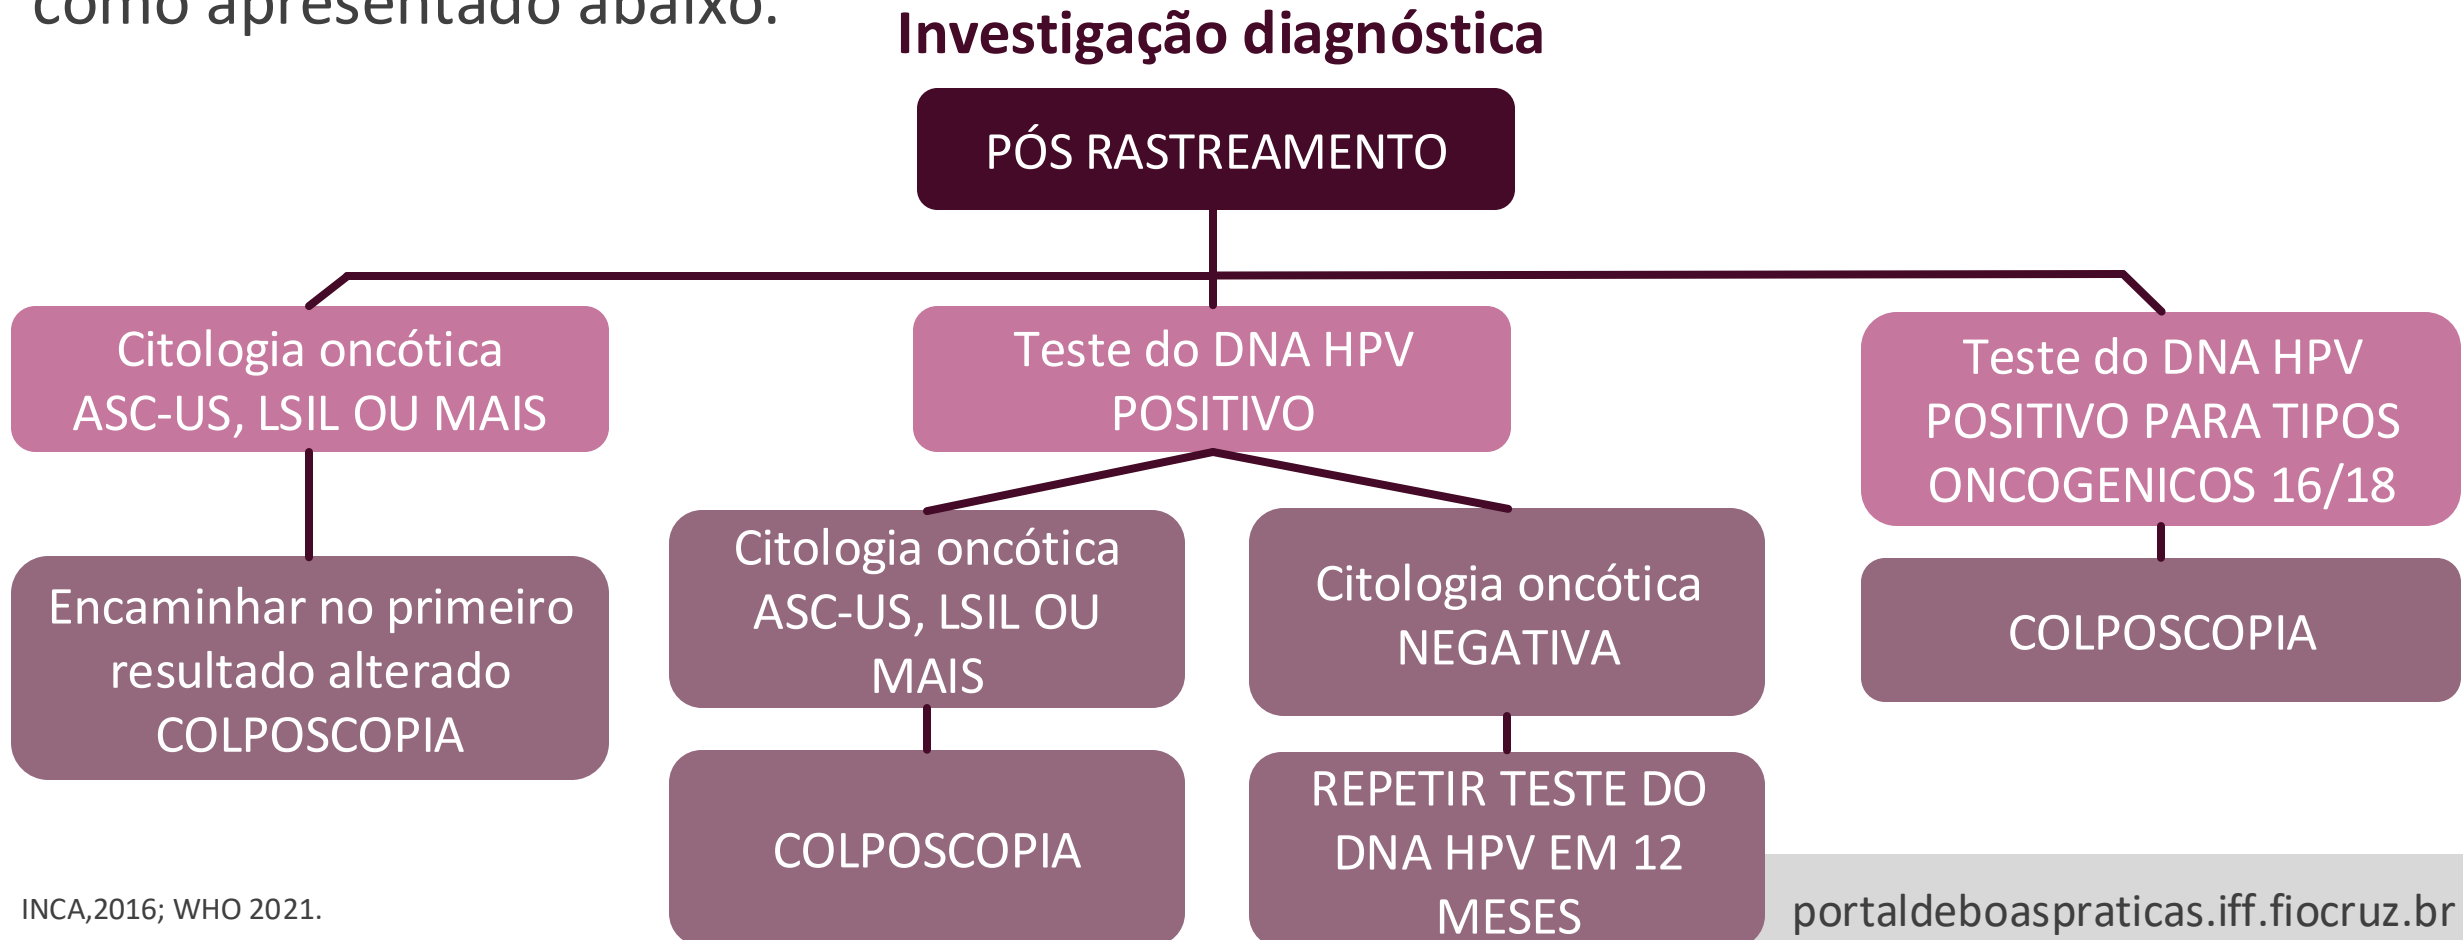 como apresentado abaixo.
Investigação diagnóstica
PÓS RASTREAMENTO
Citologia oncótica
ASC-US, LSIL OU MAIS
Encaminhar no primeiro
resultado alterado
COLPOSCOPIA
Teste do DNA HPV
POSITIVO
Citologia oncótica
ASC-US, LSIL OU
MAIS
COLPOSCOPIA
Citologia oncótica
NEGATIVA
REPETIR TESTE DO
DNA HPV EM 12
MESES
Teste do DNA HPV
POSITIVO PARA TIPOS
ONCOGENICOS 16/18
COLPOSCOPIA
INCA,2016; WHO 2021.
portaldeboaspraticas.iff.fiocruz.br